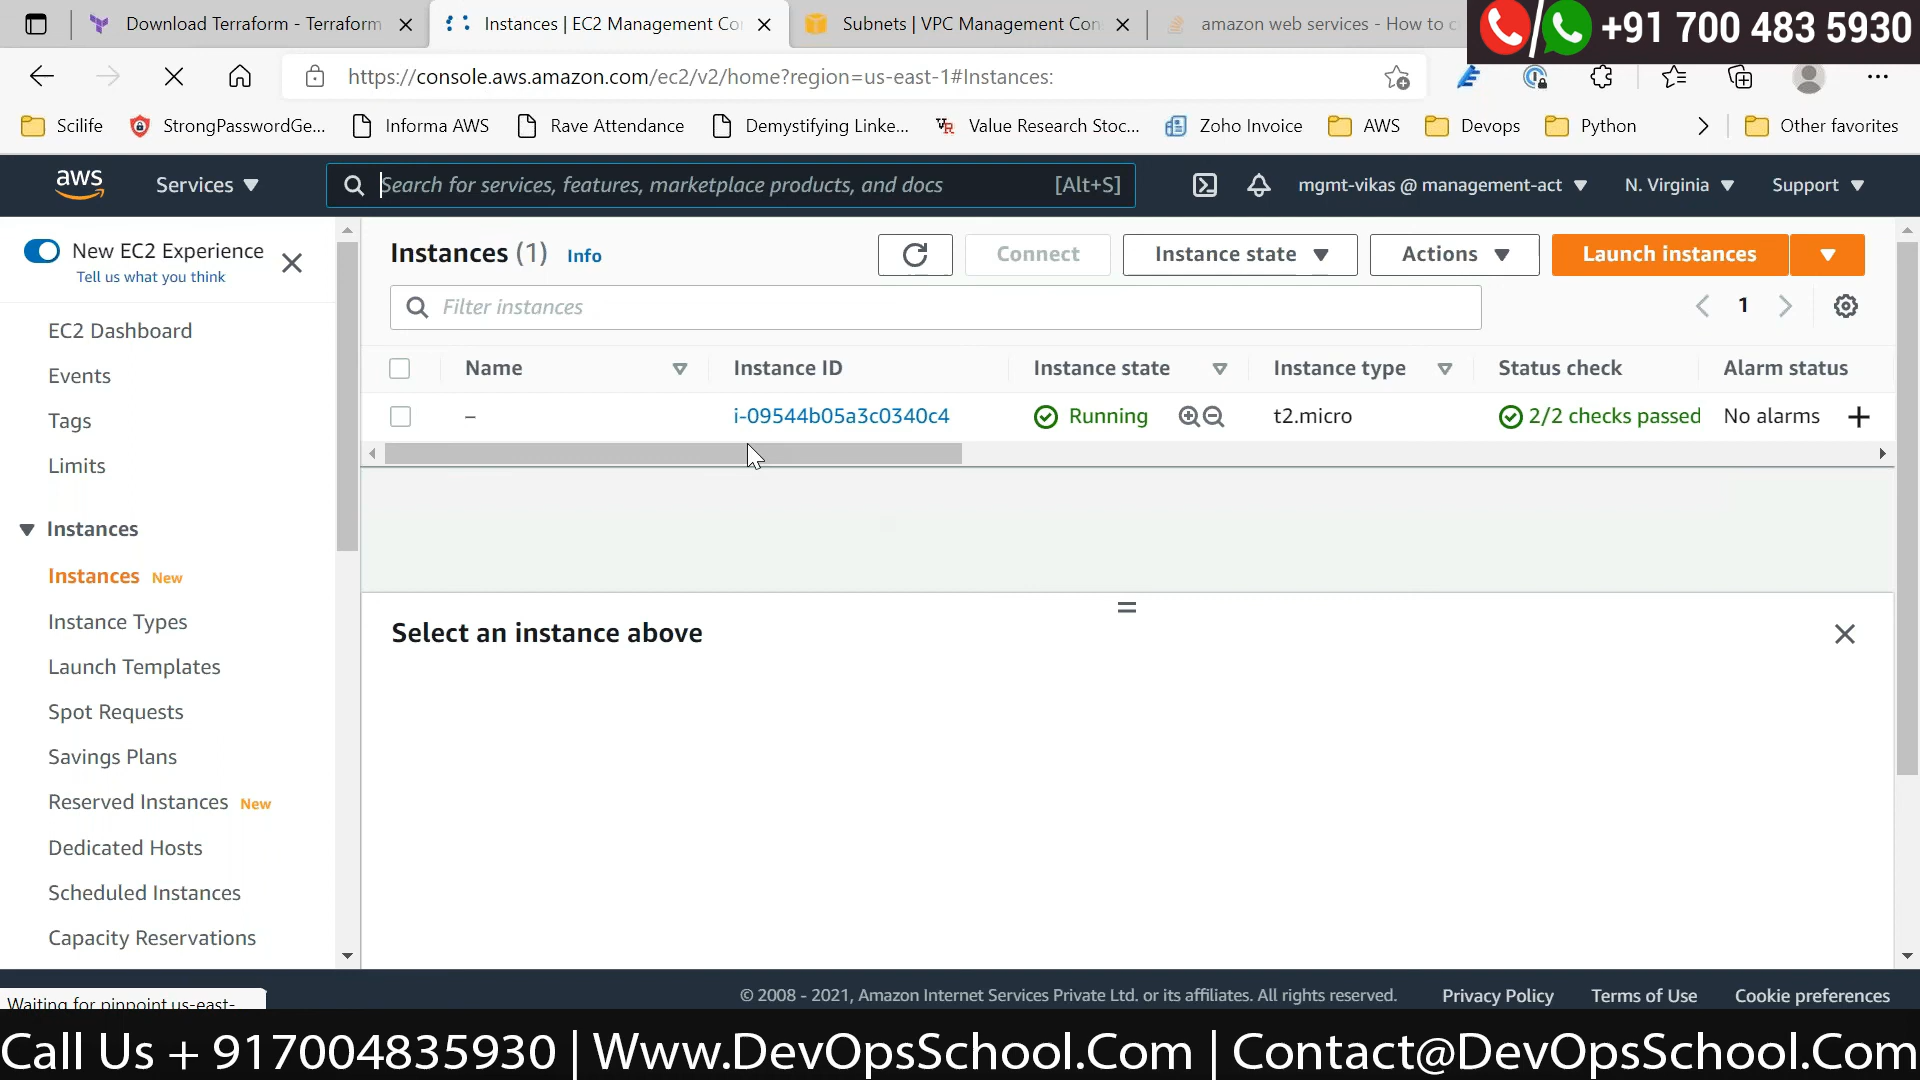 Download Terraform - Terraform
Instances | EC2 Management Co
Subnets | VPC Management Con
amazon web services - How to c
+91 700 483 5930
https://console.aws.amazon.com/ec2/v2/home?region=us-east-1#Instances:
Scilife
StrongPasswordGe...
Informa AWS
Rave Attendance
Demystifying Linke...
Value Research Stoc...
Zoho Invoice
AWS
Devops
Python
Other favorites
aws
Services
Search for services, features, marketplace products, and docs
[Alt+S]
mgmt-vikas @ management-act
N. Virginia
Support
New EC2 Experience
Tell us what you think
EC2 Dashboard
Events
Tags
Limits
Instances
Instances New
Instance Types
Launch Templates
Spot Requests
Savings Plans
Reserved Instances New
Dedicated Hosts
Scheduled Instances
Capacity Reservations
Instances (1) Info
Connect
Instance state
Actions
Launch instances
Filter instances
1
Name
Instance ID
Instance state
Instance type
Status check
Alarm status
–
i-09544b05a3c0340c4
Running
t2.micro
2/2 checks passed
No alarms
Select an instance above
Waiting for pinpoint.us-east-
© 2008 - 2021, Amazon Internet Services Private Ltd. or its affiliates. All rights reserved.
Privacy Policy
Terms of Use
Cookie preferences
Call Us + 917004835930 | Www.DevOpsSchool.Com | Contact@DevOpsSchool.Com